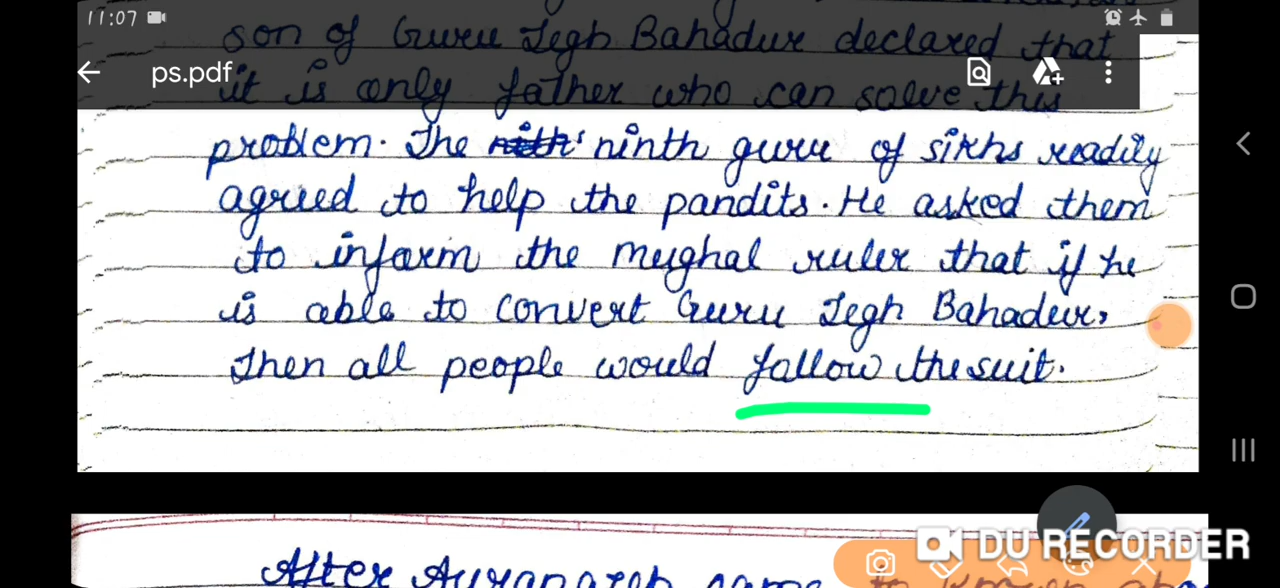 11:07
son of Guru Tegh Bahadur declared that
ps.pdf
it is only father who can solve this
problem. The ninth guru of sikhs readily
agreed to help the pandits. He asked them
to inform the mughal ruler that if he
is able to convert Guru Tegh Bahadur,
then all people would follow the suit.
DU RECORDER
After Aurangzeb came to